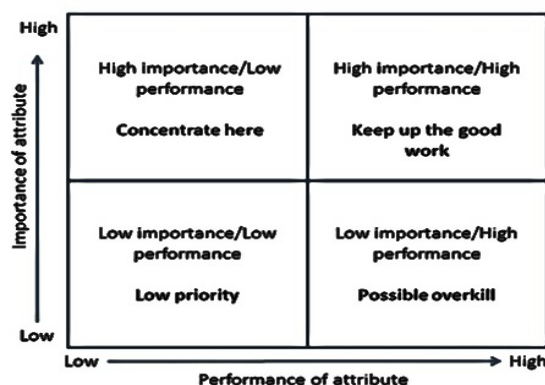 High
High importance/Low
performance
Concentrate here
High importance/High
performance
Keep up the good
work
Importance of attribute
Low importance/Low
performance
Low priority
Low importance/High
performance
Possible overkill
Low
Low
High
Performance of attribute